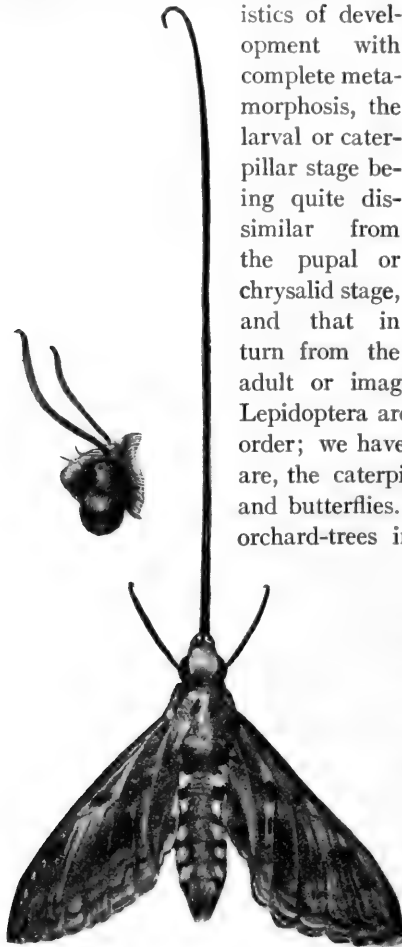 istics of devel-
opment with
complete meta-
morphosis, the
larval or cater-
pillar stage be-
ing quite dis-
similar from
the pupal or
chrysalid stage,
and that in
turn from the
adult or imag
Lepidoptera are
order; we have
are, the caterpi
and butterflies.
orchard-trees in